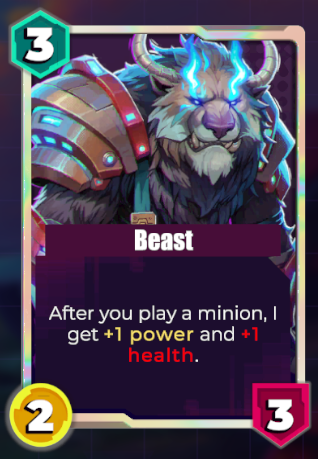 3
Beast
After you play a minion, I
get +1 power and +1
health.
2
3